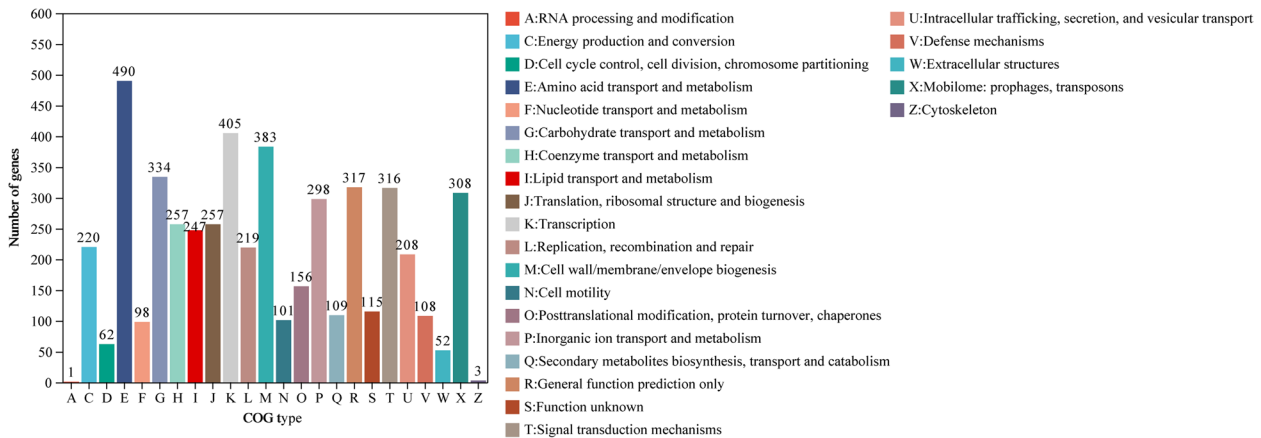 Number of genes
600
550
500
450
400
350
300
250
200
150
100
50
0
1
220
62
490
98
334
257
247
257
405
219
383
101
156
298
109
317
115
316
208
108
52
308
3
A C D E F G H I J K L M N O P Q R S T U V W X Z
COG type
A:RNA processing and modification
C:Energy production and conversion
D:Cell cycle control, cell division, chromosome partitioning
E:Amino acid transport and metabolism
F:Nucleotide transport and metabolism
G:Carbohydrate transport and metabolism
H:Coenzyme transport and metabolism
I:Lipid transport and metabolism
J:Translation, ribosomal structure and biogenesis
K:Transcription
L:Replication, recombination and repair
M:Cell wall/membrane/envelope biogenesis
N:Cell motility
O:Posttranslational modification, protein turnover, chaperones
P:Inorganic ion transport and metabolism
Q:Secondary metabolites biosynthesis, transport and catabolism
R:General function prediction only
S:Function unknown
T:Signal transduction mechanisms
U:Intracellular trafficking, secretion, and vesicular transport
V:Defense mechanisms
W:Extracellular structures
X:Mobilome: prophages, transposons
Z:Cytoskeleton